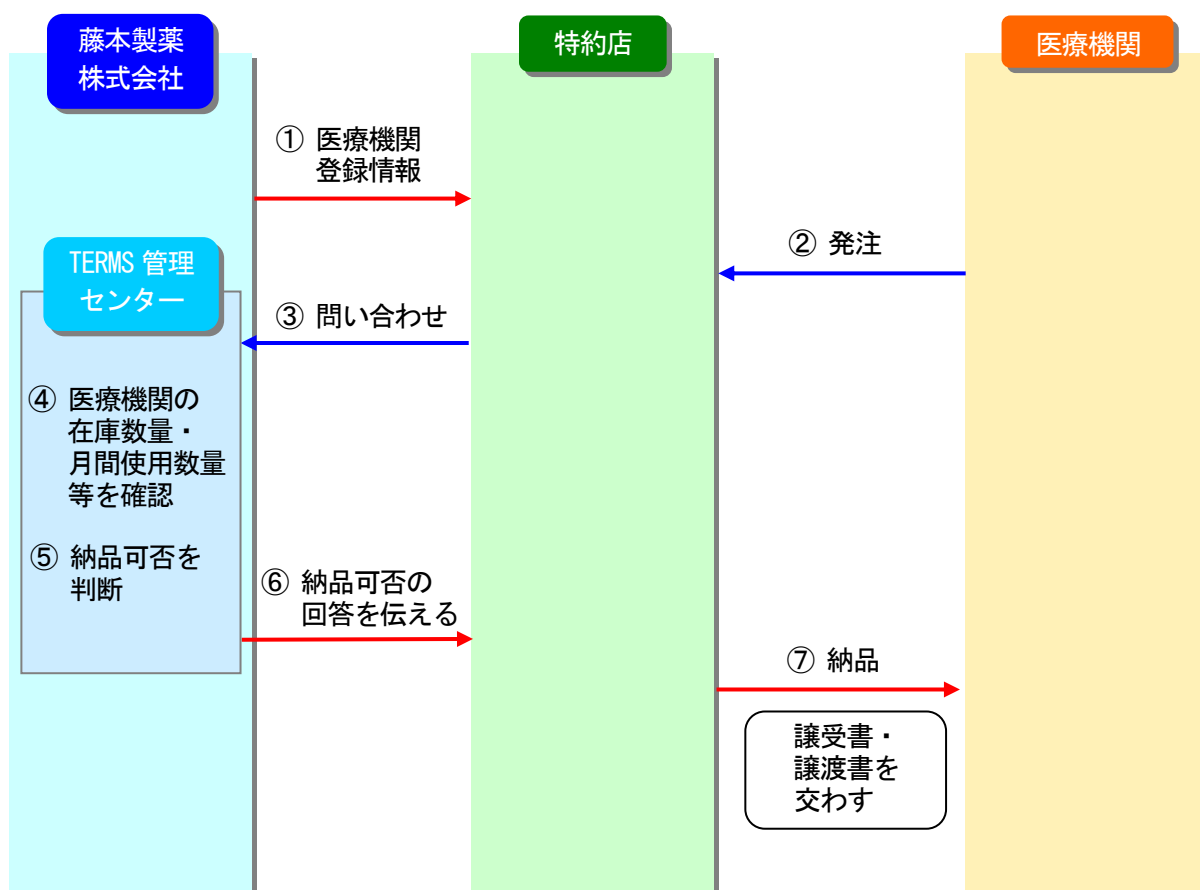 藤本製薬
株式会社
特約店
医療機関
① 医療機関
登録情報
② 発注
TERMS 管理
センター
③ 問い合わせ
④ 医療機関の
在庫数量・
月間使用数量
等を確認
⑤ 納品可否を
判断
⑥ 納品可否の
回答を伝える
⑦ 納品
譲受書・
譲渡書を
交わす